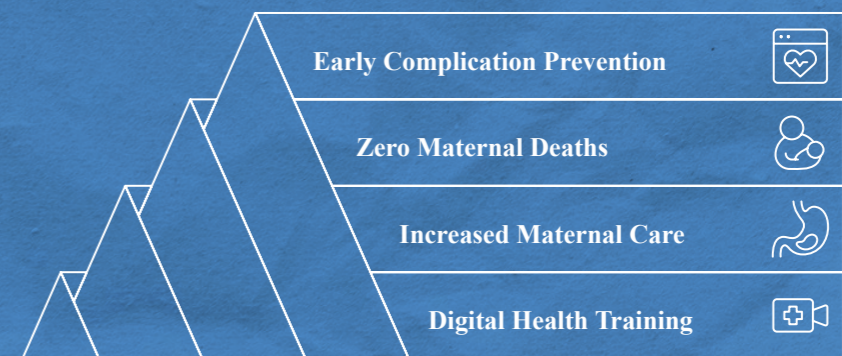 Early Complication Prevention
Zero Maternal Deaths
Increased Maternal Care
Digital Health Training